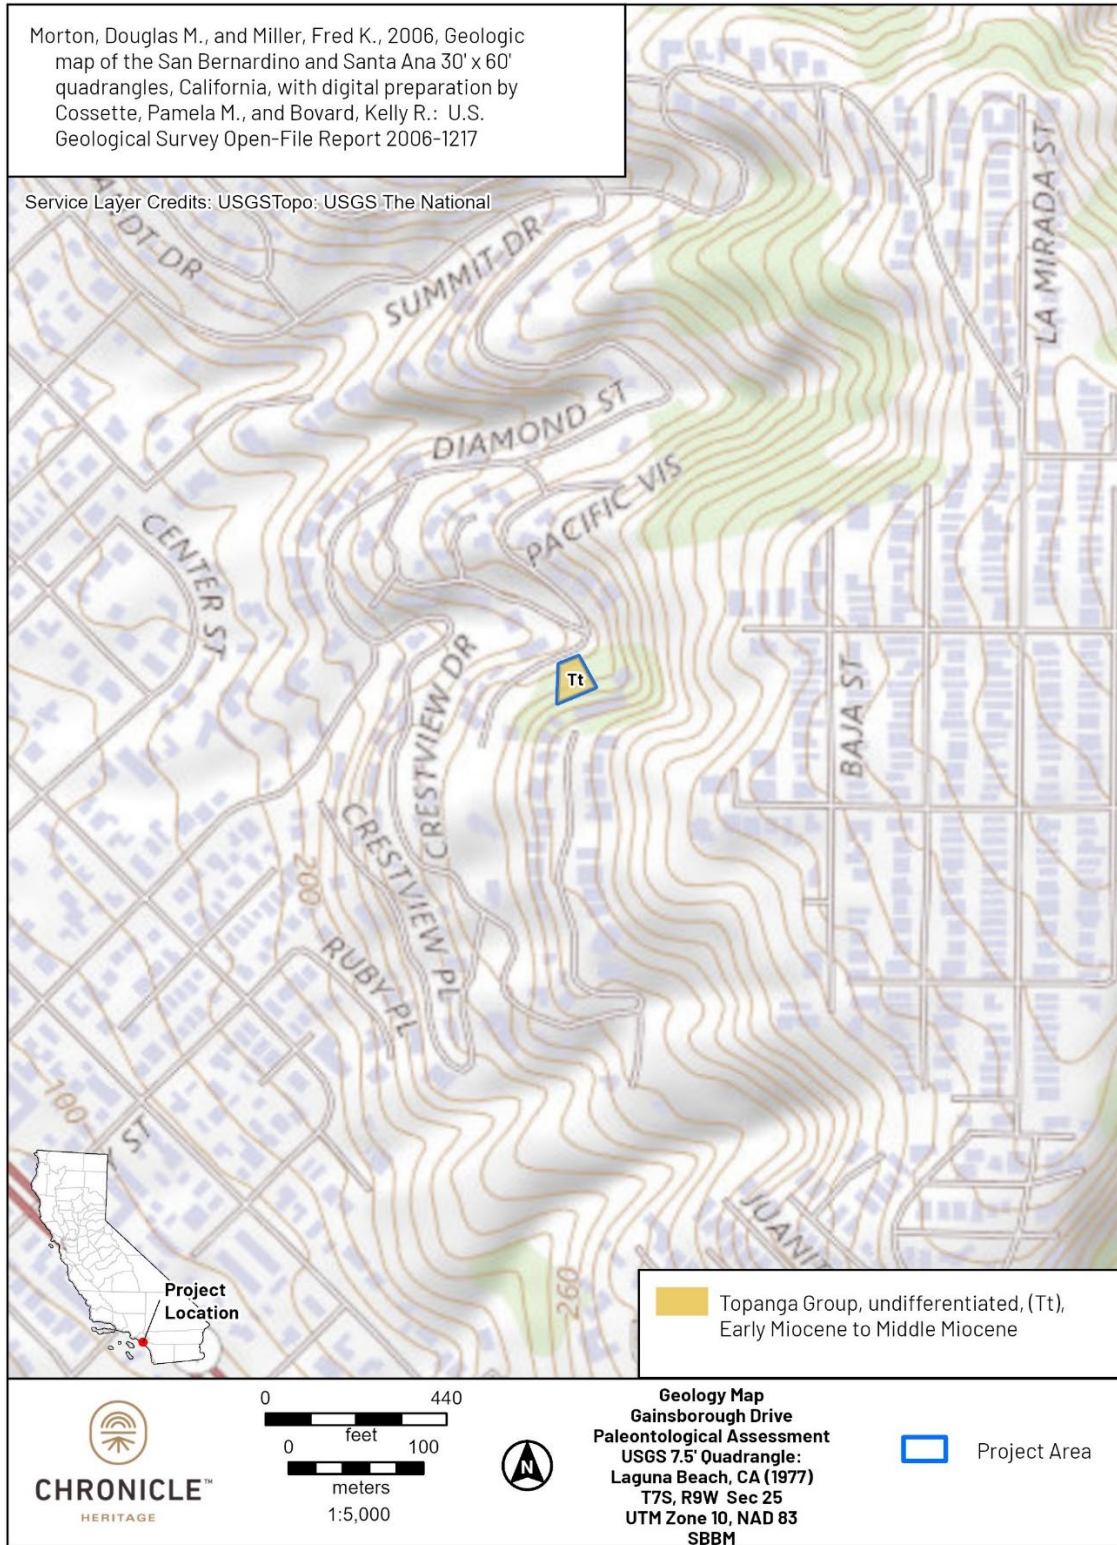 Morton, Douglas M., and Miller, Fred K., 2006, Geologic
map of the San Bernardino and Santa Ana 30' x 60'
quadrangles, California, with digital preparation by
Cossette, Pamela M., and Bovard, Kelly R.: U.S.
Geological Survey Open-File Report 2006-1217
Service Layer Credits: USGSTopo: USGS The National
DR
SUMMIT DR
LA MIRADA ST
DIAMOND ST
PACIFIC VIS
CENTER ST
Tt
CRESTVIEW DR
BAJA ST
CRESTVIEW PL
200
RUBY PL
100
ST
JUANIT
260
Project
Location
Topanga Group, undifferentiated, (Tt),
Early Miocene to Middle Miocene
CHRONICLE™
HERITAGE
0 440
feet
0 100
meters
1:5,000
N
Geology Map
Gainsborough Drive
Paleontological Assessment
USGS 7.5' Quadrangle:
Laguna Beach, CA (1977)
T7S, R9W Sec 25
UTM Zone 10, NAD 83
SBBM
Project Area